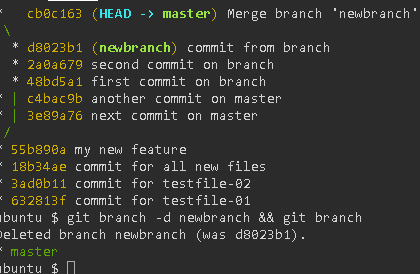 *   cb0c163 (HEAD -> master) Merge branch 'newbranch'
\
  * d8023b1 (newbranch) commit from branch
  * 2a0a679 second commit on branch
  * 48bd5a1 first commit on branch
* | c4bac9b another commit on master
* | 3e89a76 next commit on master
/
* 55b890a my new feature
* 18b34ae commit for all new files
* 3ad0b11 commit for testfile-02
* 632813f commit for testfile-01
ubuntu $ git branch -d newbranch && git branch
Deleted branch newbranch (was d8023b1).
* master
ubuntu $